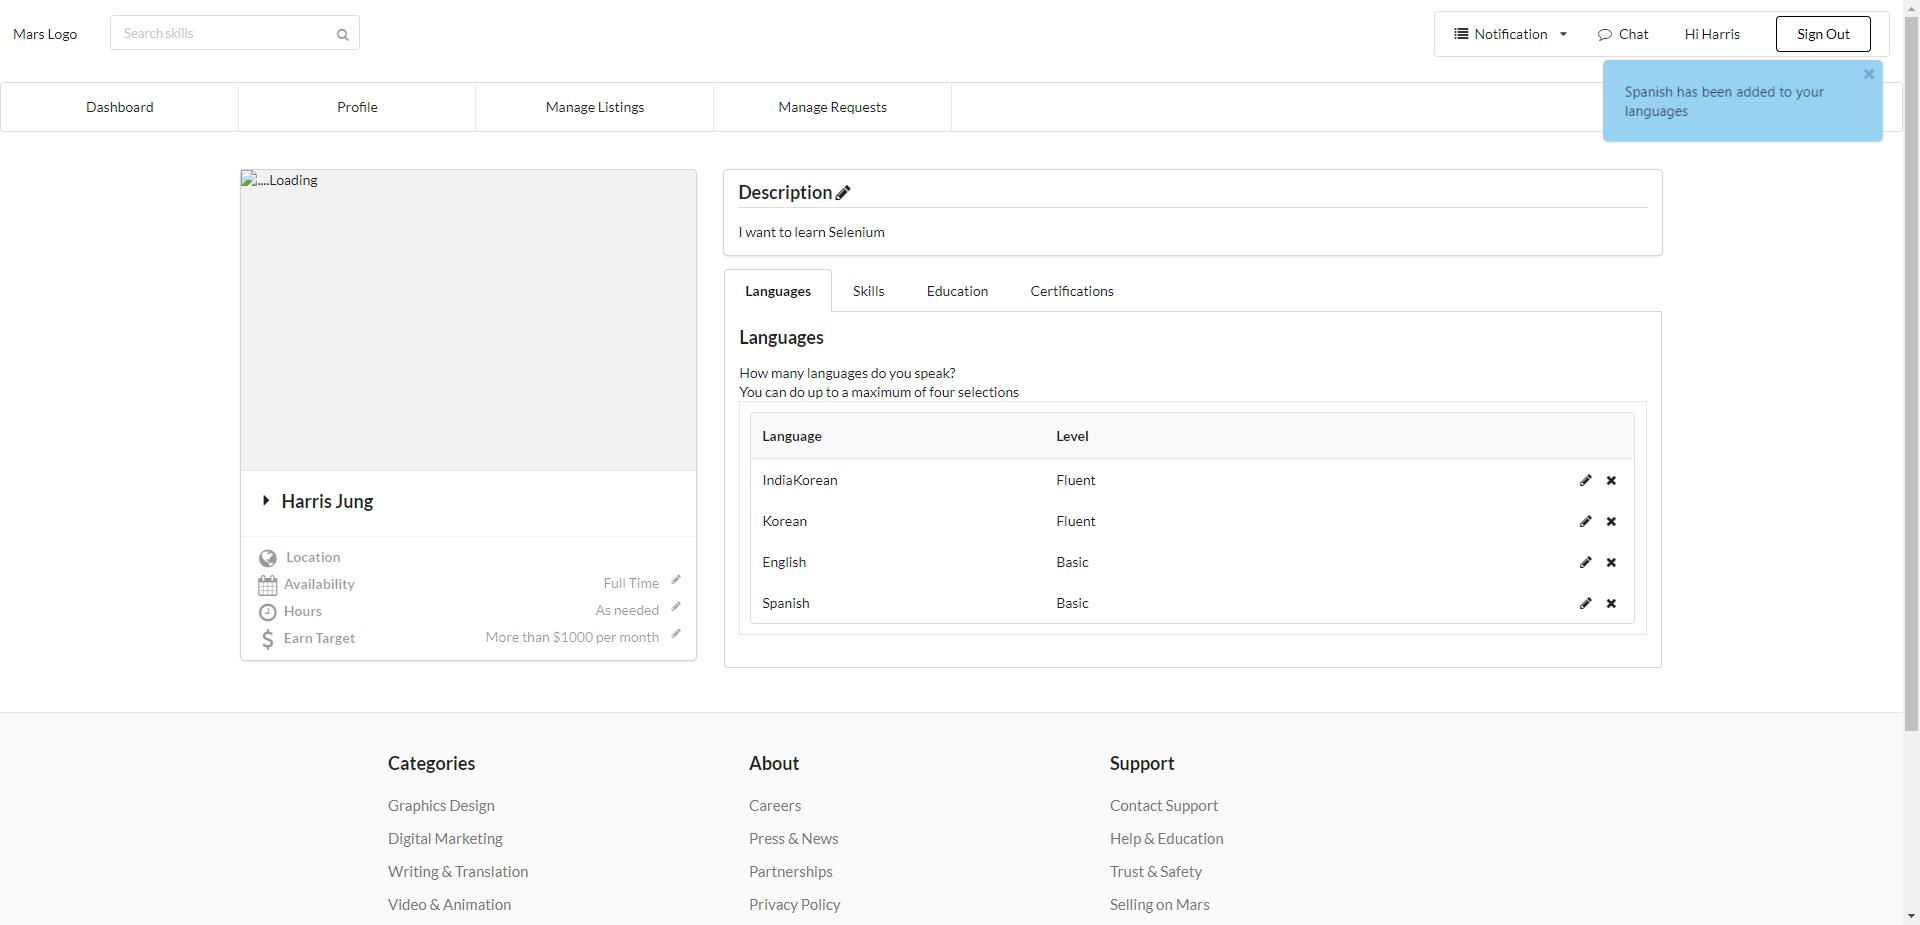 Mars Logo
Search skills
Notification
Chat
Hi Harris
Sign Out
Dashboard
Profile
Manage Listings
Manage Requests
Spanish has been added to your
languages
....Loading
Harris Jung
Location
Availability
Full Time
Hours
As needed
Earn Target
More than $1000 per month
Description
I want to learn Selenium
Languages
Skills
Education
Certifications
Languages
How many languages do you speak?
You can do up to a maximum of four selections
Language
Level
IndiaKorean
Fluent
Korean
Fluent
English
Basic
Spanish
Basic
Categories
Graphics Design
Digital Marketing
Writing & Translation
Video & Animation
About
Careers
Press & News
Partnerships
Privacy Policy
Support
Contact Support
Help & Education
Trust & Safety
Selling on Mars